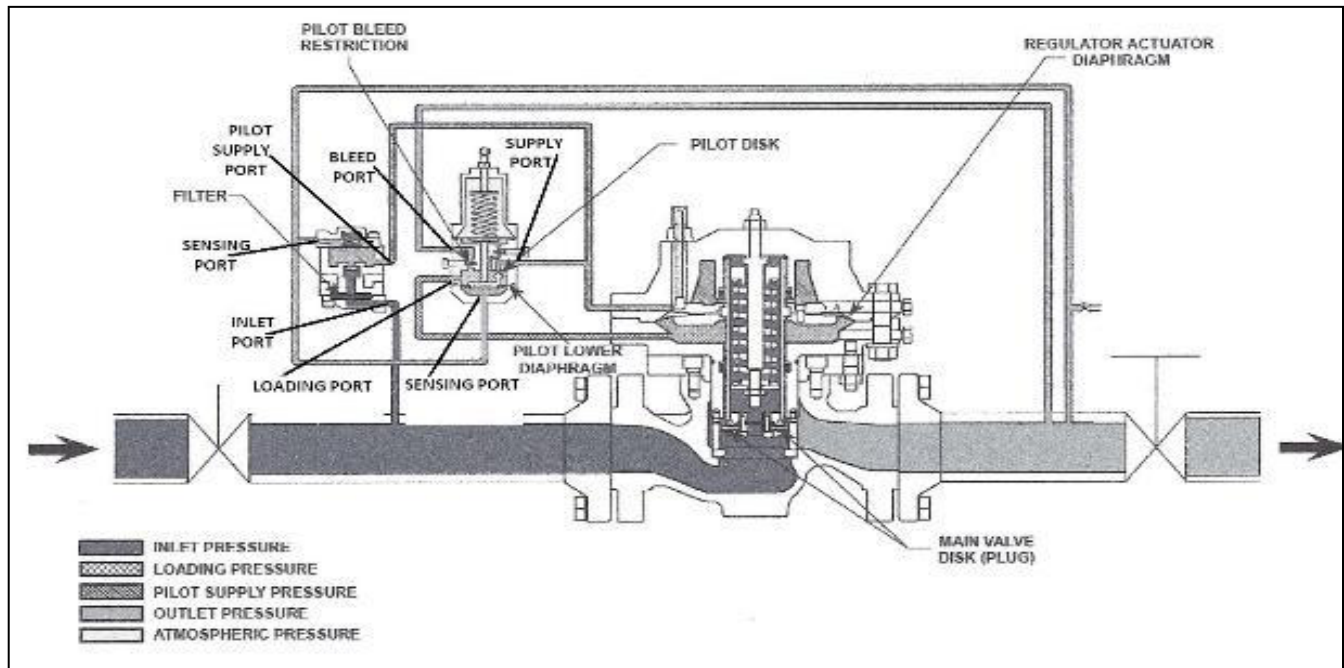 PILOT BLEED
RESTRICTION
REGULATOR ACTUATOR
DIAPHRAGM
PILOT
SUPPLY
PORT
BLEED
PORT
SUPPLY
PORT
PILOT DISK
FILTER
SENSING
PORT
INLET
PORT
LOADING PORT
SENSING PORT
PILOT LOWER
DIAPHRAGM
A
MAIN VALVE
DISK (PLUG)
INLET PRESSURE
LOADING PRESSURE
PILOT SUPPLY PRESSURE
OUTLET PRESSURE
ATMOSPHERIC PRESSURE